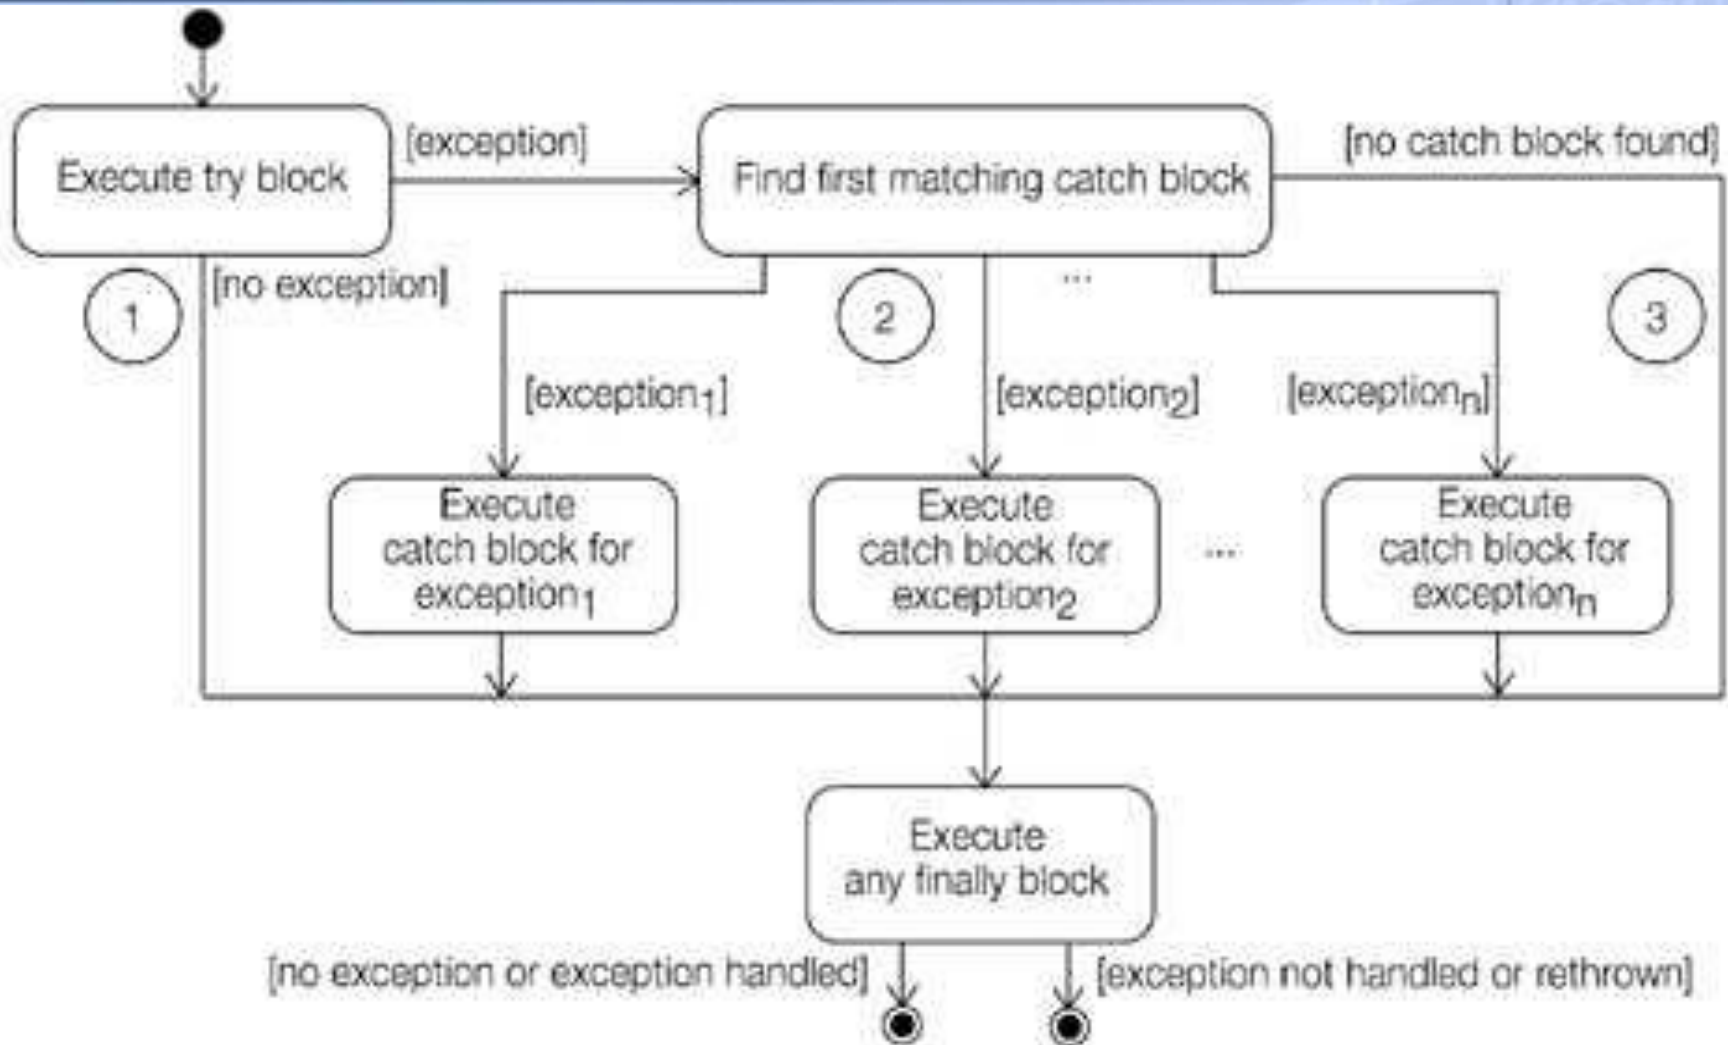 Execute try block
[exception]
Find first matching catch block
[no catch block found]
1
[no exception]
2
...
3
[exception1]
[exception2]
[exceptionn]
Execute
catch block for
exception1
Execute
catch block for
exception2
...
Execute
catch block for
exceptionn
Execute
any finally block
[no exception or exception handled]
[exception not handled or rethrown]